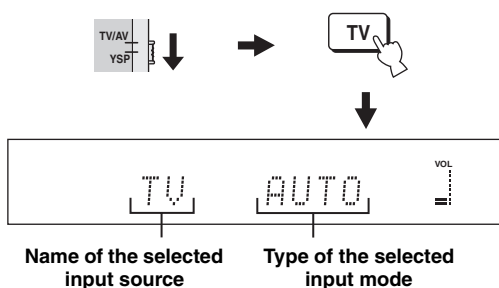 TV/AV
YSP
TV
VOL
TV AUTO
Name of the selected input source
Type of the selected input mode